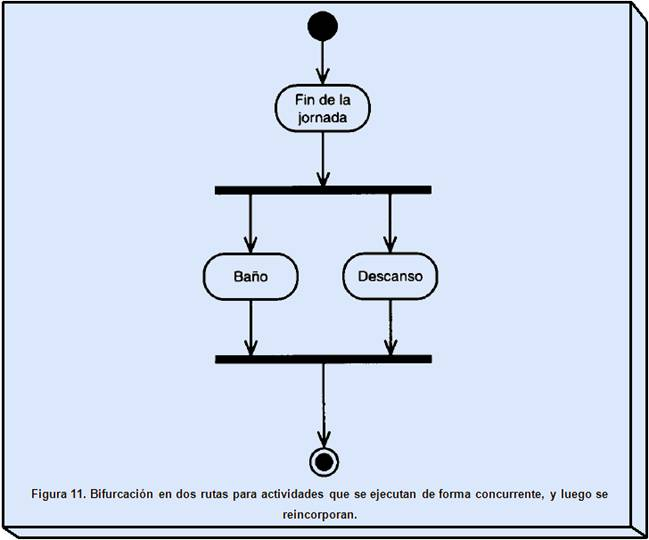 Fin de la
jornada
Baño
Descanso
Figura 11. Bifurcación en dos rutas para actividades que se ejecutan de forma concurrente, y luego se
reincorporan.